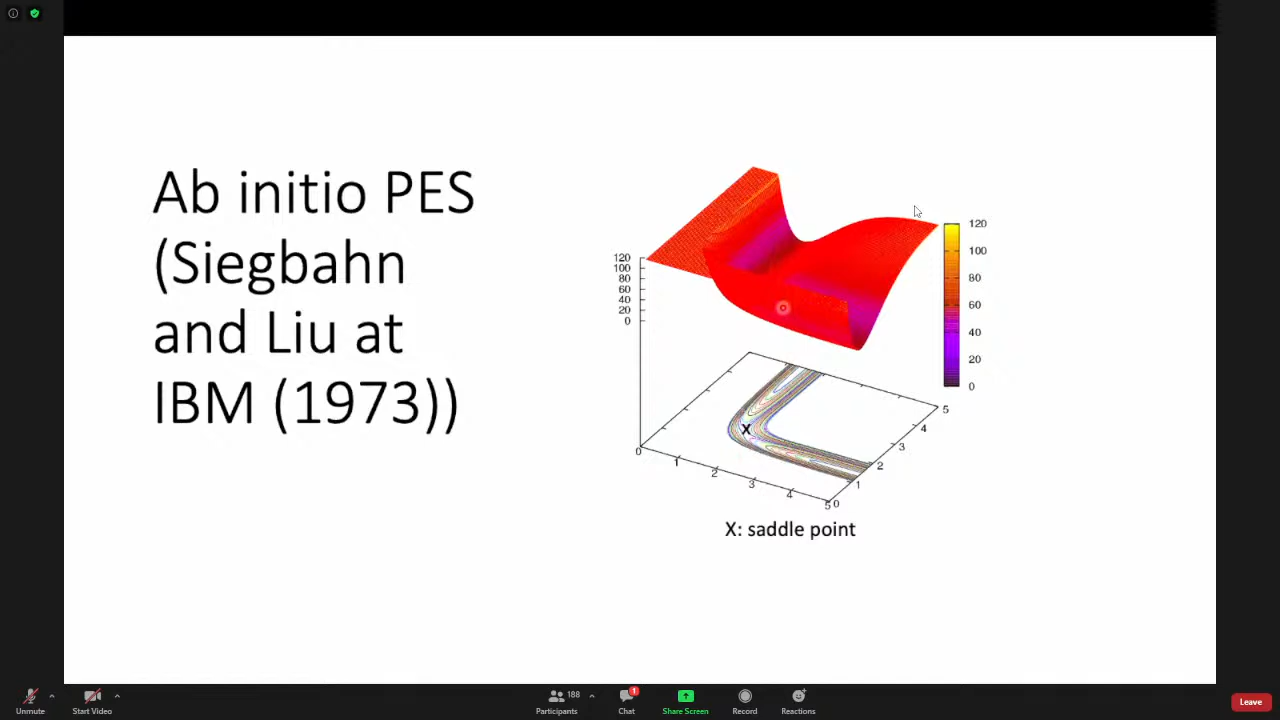 Ab initio PES
(Siegbahn
and Liu at
IBM (1973))
120
100
80
60
40
20
0
120
100
80
60
40
20
0
X
0
1
2
3
4
5
0
1
2
3
4
5
X: saddle point
Unmute
Start Video
188
Participants
1
Chat
Share Screen
Record
Reactions
Leave